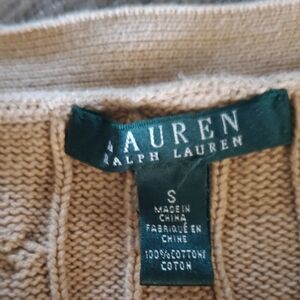 LAUREN
RALPH LAUREN
S
MADE IN
CHINA
FABRIQUÉ EN
CHINE
100% COTTON/
COTON